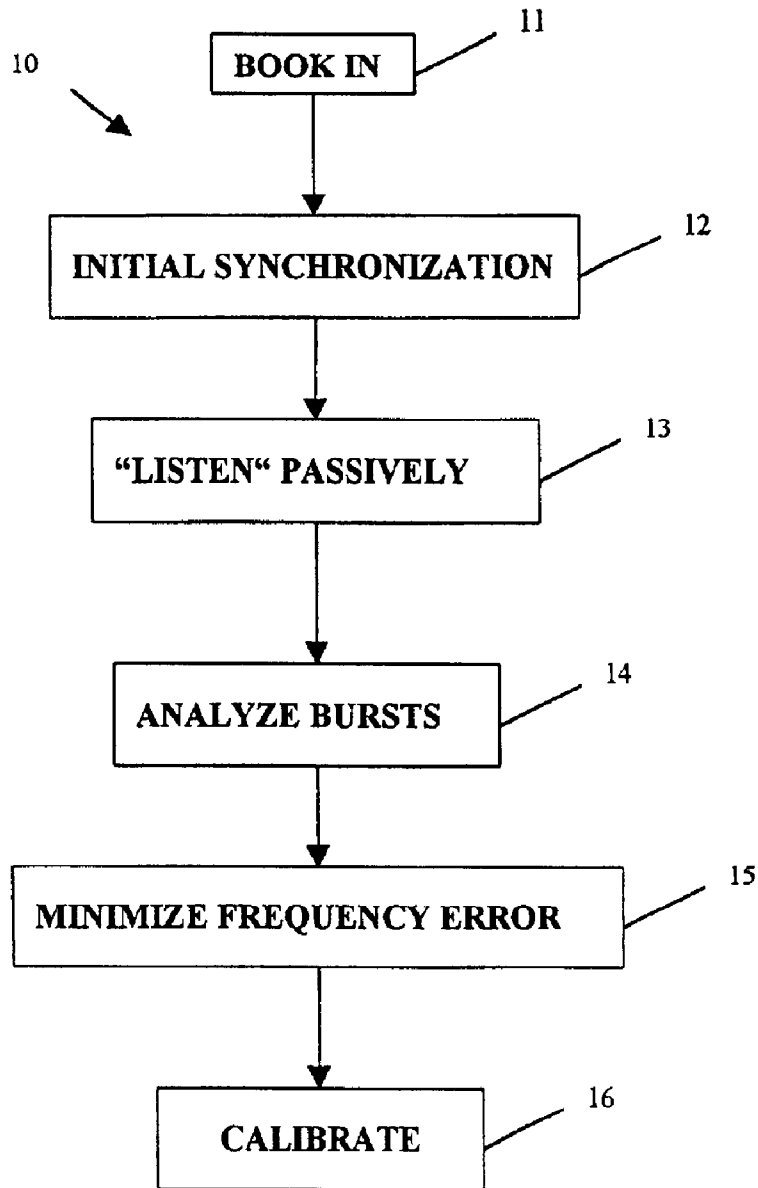 11
BOOK IN
10
12
INITIAL SYNCHRONIZATION
13
“LISTEN“ PASSIVELY
14
ANALYZE BURSTS
15
MINIMIZE FREQUENCY ERROR
16
CALIBRATE